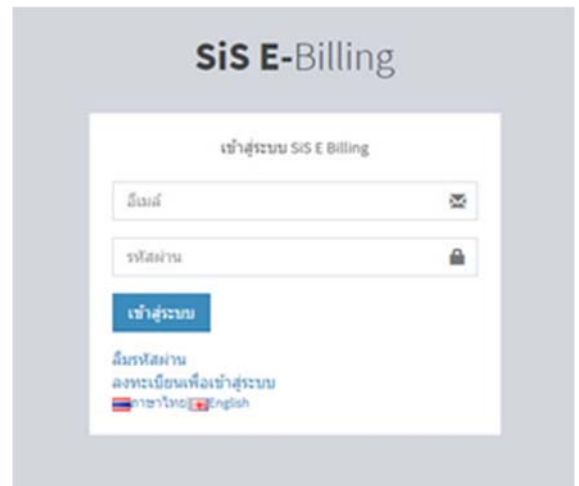 SiS E-Billing
เข้าสู่ระบบ SiS E Billing
อีเมล์
รหัสผ่าน
เข้าสู่ระบบ
ลืมรหัสผ่าน
ลงทะเบียนเพื่อเข้าสู่ระบบ
ภาษาไทย|English